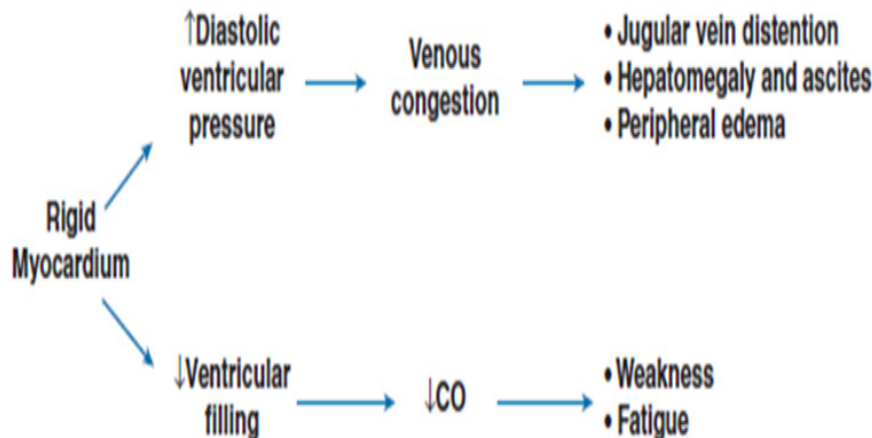 ↑Diastolic
ventricular
pressure
Venous
congestion
• Jugular vein distention
• Hepatomegaly and ascites
• Peripheral edema
Rigid
Myocardium
↓Ventricular
filling
↓CO
• Weakness
• Fatigue